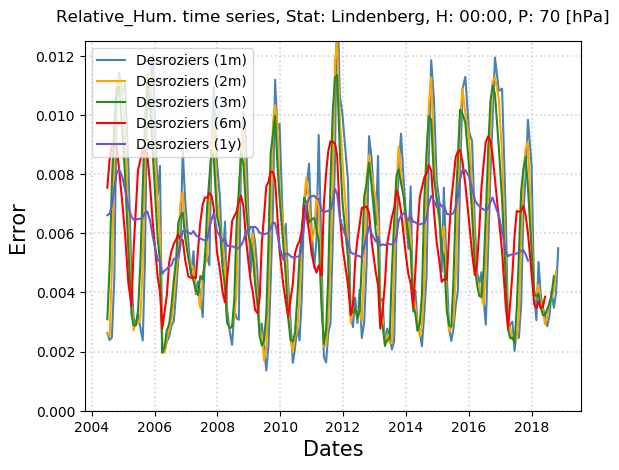 Relative_Hum. time series, Stat: Lindenberg, H: 00:00, P: 70 [hPa]
Desroziers (1m)
Desroziers (2m)
Desroziers (3m)
Desroziers (6m)
Desroziers (1y)
Error
0.012
0.010
0.008
0.006
0.004
0.002
0.000
2004 2006 2008 2010 2012 2014 2016 2018
Dates